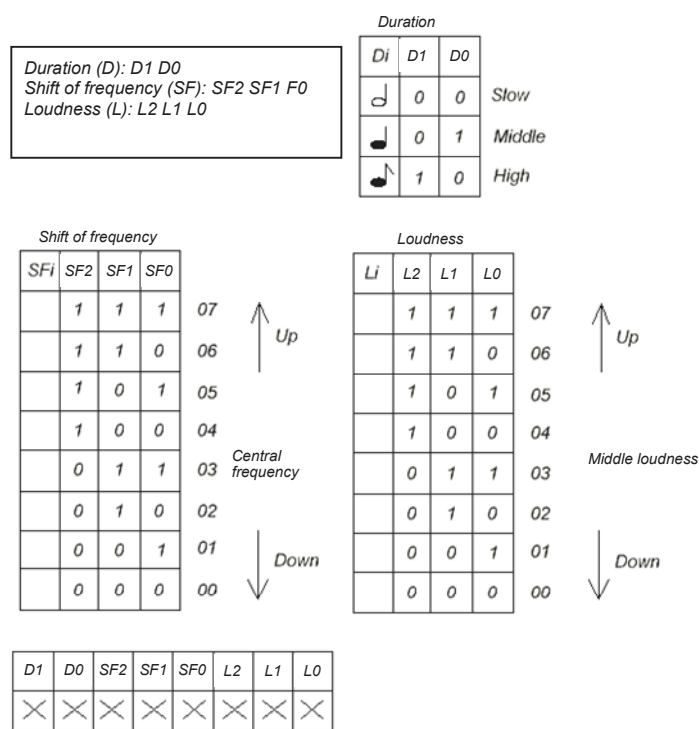 Duration
Duration (D): D1 D0
Shift of frequency (SF): SF2 SF1 F0
Loudness (L): L2 L1 L0
Di D1 D0
0 0 Slow
0 1 Middle
1 0 High
Shift of frequency
SFi SF2 SF1 SF0
1 1 1 07
Up
1 1 0 06
1 0 1 05
1 0 0 04
0 1 1 03 Central frequency
0 1 0 02
0 0 1 01
Down
0 0 0 00
Loudness
Li L2 L1 L0
1 1 1 07
Up
1 1 0 06
1 0 1 05
1 0 0 04
0 1 1 03 Middle loudness
0 1 0 02
0 0 1 01
Down
0 0 0 00
D1 D0 SF2 SF1 SF0 L2 L1 L0